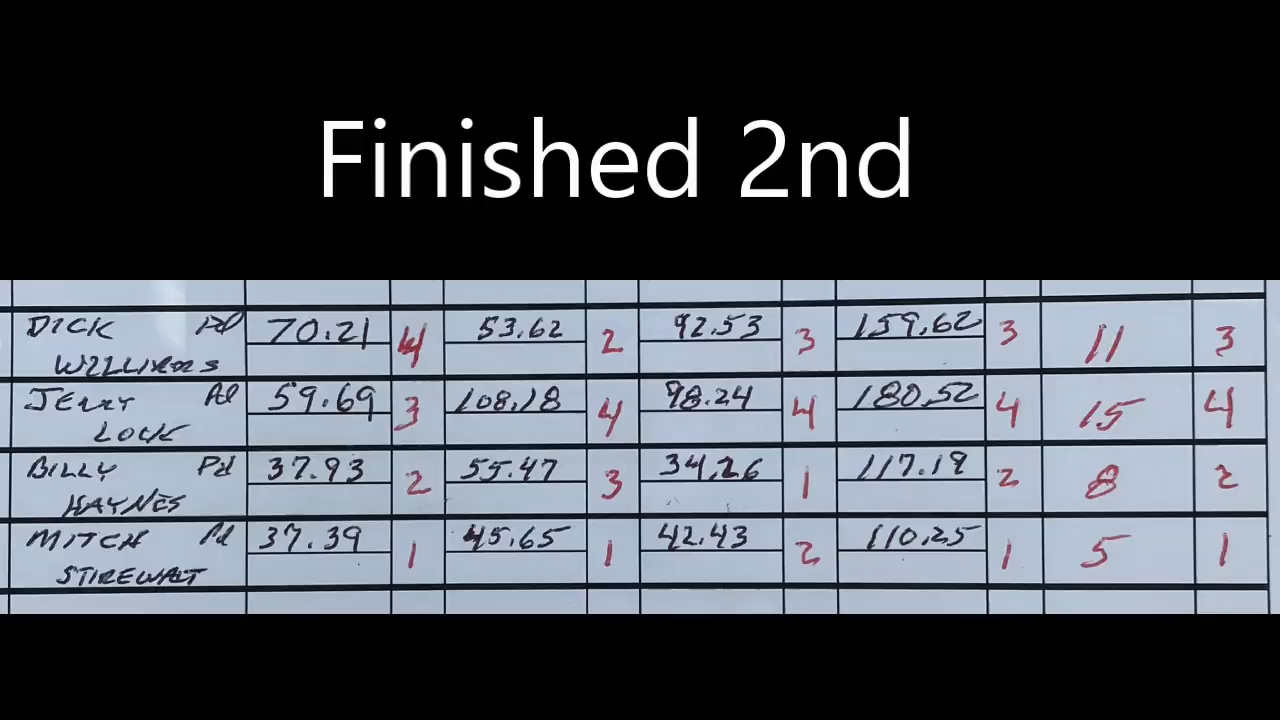 Finished 2nd
DICK Pd 70.21 4 53.62 2 92.53 3 159.62 3 11 3
WILLIAMS
JERRY Pd 59.69 3 108.18 4 98.24 4 180.52 4 15 4
LOCK
BILLY Pd 37.93 2 55.47 3 34.26 1 117.19 2 8 2
HAYNES
MITCH Pd 37.39 1 45.65 1 42.43 2 110.25 1 5 1
STIREWALT